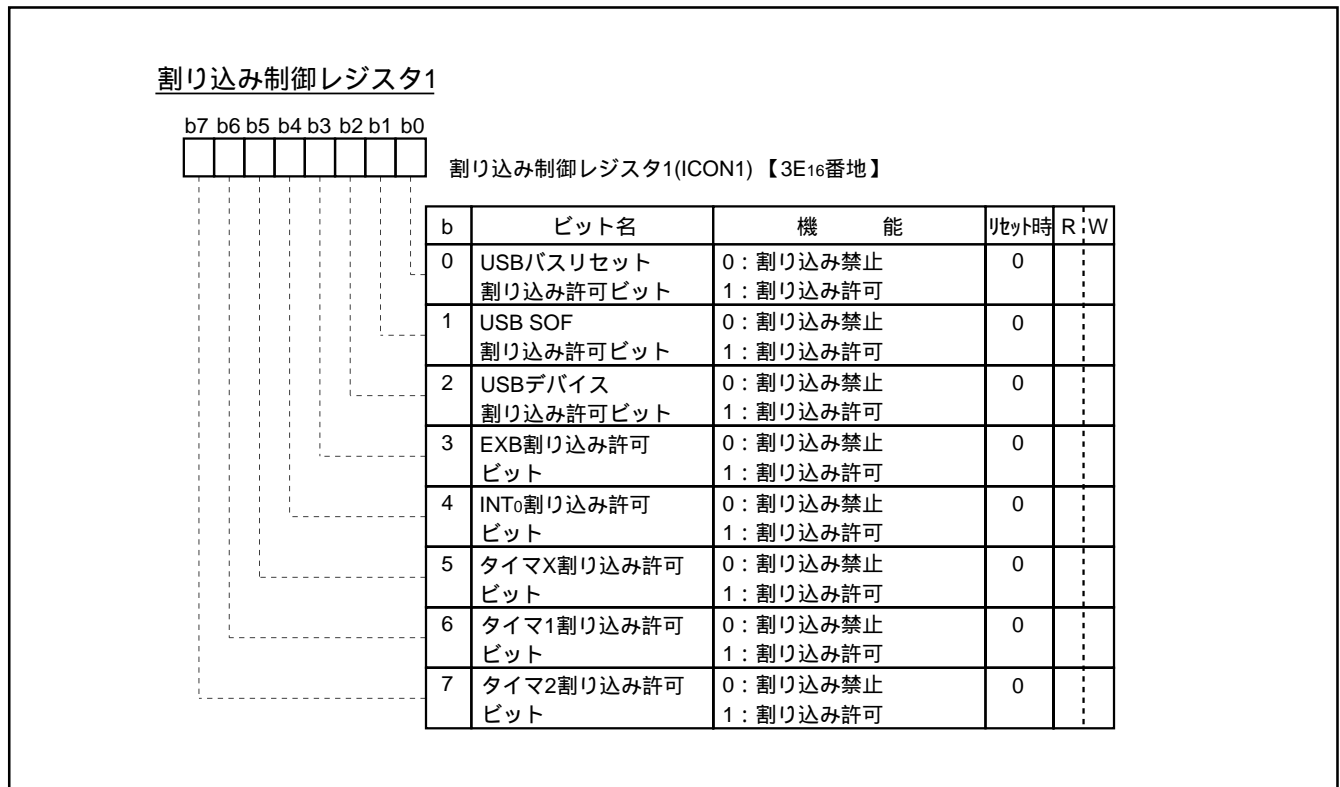 割り込み制御レジスタ1
b7 b6 b5 b4 b3 b2 b1 b0
割り込み制御レジスタ1(ICON1)【3E16番地】
b ビット名 機 能 リセット時 R W
0 USBバスリセット 0：割り込み禁止 0
割り込み許可ビット 1：割り込み許可
1 USB SOF 0：割り込み禁止 0
割り込み許可ビット 1：割り込み許可
2 USBデバイス 0：割り込み禁止 0
割り込み許可ビット 1：割り込み許可
3 EXB割り込み許可 0：割り込み禁止 0
ビット 1：割り込み許可
4 INT0割り込み許可 0：割り込み禁止 0
ビット 1：割り込み許可
5 タイマX割り込み許可 0：割り込み禁止 0
ビット 1：割り込み許可
6 タイマ1割り込み許可 0：割り込み禁止 0
ビット 1：割り込み許可
7 タイマ2割り込み許可 0：割り込み禁止 0
ビット 1：割り込み許可